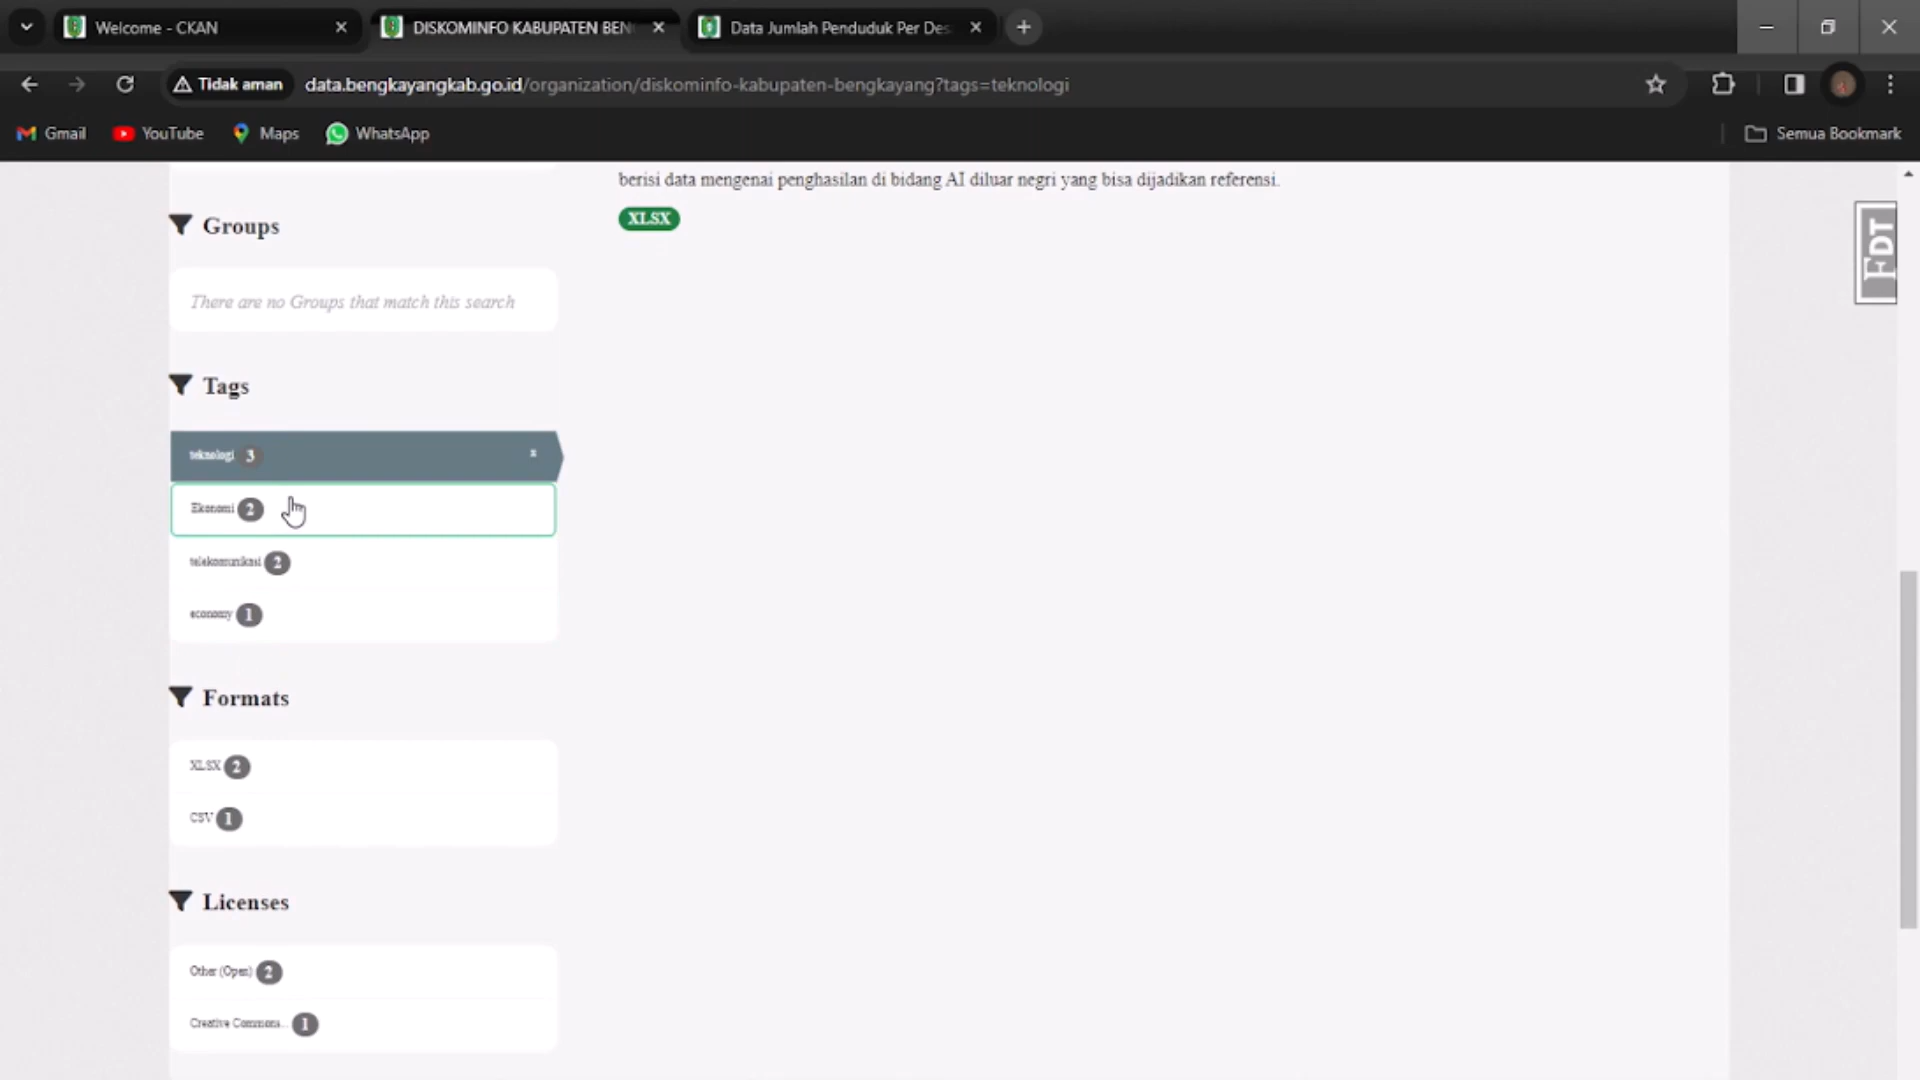 Welcome - CKAN
DISKOMINFO KABUPATEN BEN
Data Jumlah Penduduk Per Des
Tidak aman
data.bengkayangkab.go.id/organization/diskominfo-kabupaten-bengkayang?tags=teknologi
Gmail
YouTube
Maps
WhatsApp
Semua Bookmark
berisi data mengenai penghasilan di bidang AI diluar negri yang bisa dijadikan referensi.
XLSX
FDT
Groups
There are no Groups that match this search
Tags
teknologi 3 x
Ekonomi 2
telekomunikasi 2
economy 1
Formats
XLSX 2
CSV 1
Licenses
Other (Open) 2
Creative Commons... 1